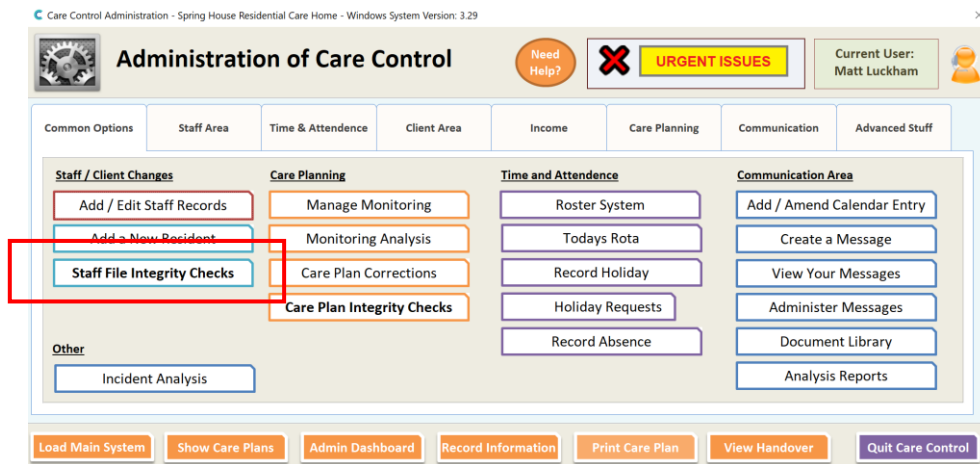 Care Control Administration - Spring House Residential Care Home - Windows System Version: 3.29
Administration of Care Control
Need
Help?
URGENT ISSUES
Current User:
Matt Luckham
Common Options
Staff Area
Time & Attendence
Client Area
Income
Care Planning
Communication
Advanced Stuff
Staff / Client Changes
Add / Edit Staff Records
Add a New Resident
Staff File Integrity Checks
Other
Incident Analysis
Care Planning
Manage Monitoring
Monitoring Analysis
Care Plan Corrections
Care Plan Integrity Checks
Time and Attendence
Roster System
Todays Rota
Record Holiday
Holiday Requests
Record Absence
Communication Area
Add / Amend Calendar Entry
Create a Message
View Your Messages
Administer Messages
Document Library
Analysis Reports
Load Main System
Show Care Plans
Admin Dashboard
Record Information
Print Care Plan
View Handover
Quit Care Control